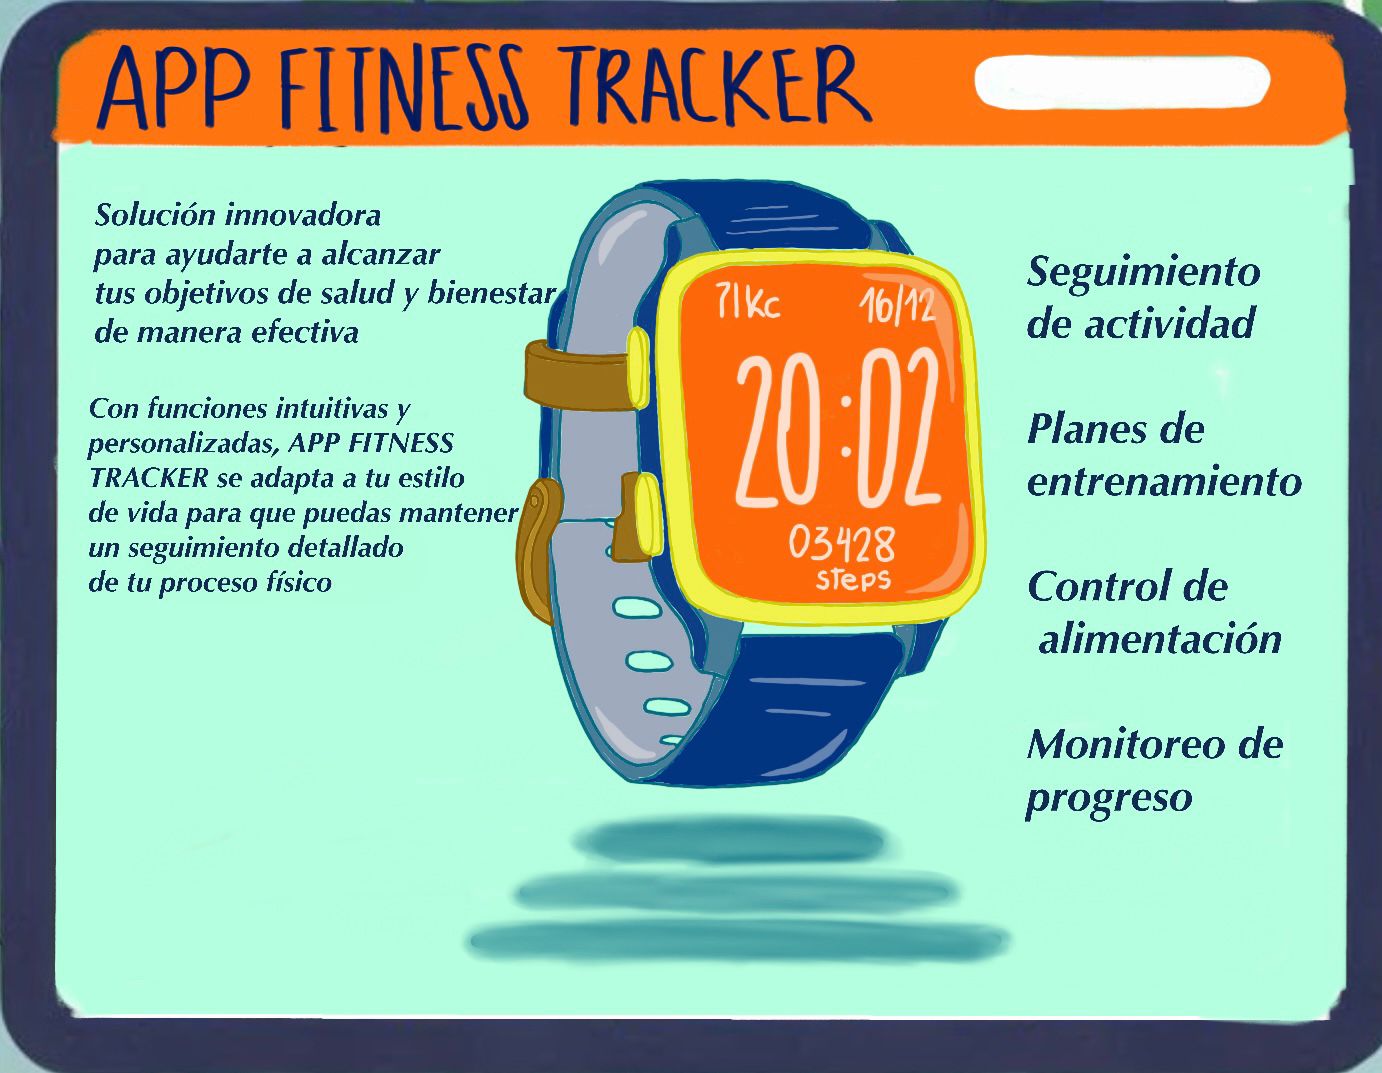 APP FITNESS TRACKER
Solución innovadora
para ayudarte a alcanzar
tus objetivos de salud y bienestar
de manera efectiva
Con funciones intuitivas y
personalizadas, APP FITNESS
TRACKER se adapta a tu estilo
de vida para que puedas mantener
un seguimiento detallado
de tu proceso físico
71Kc 16/12
20:02
03428
steps
Seguimiento
de actividad
Planes de
entrenamiento
Control de
alimentación
Monitoreo de
progreso